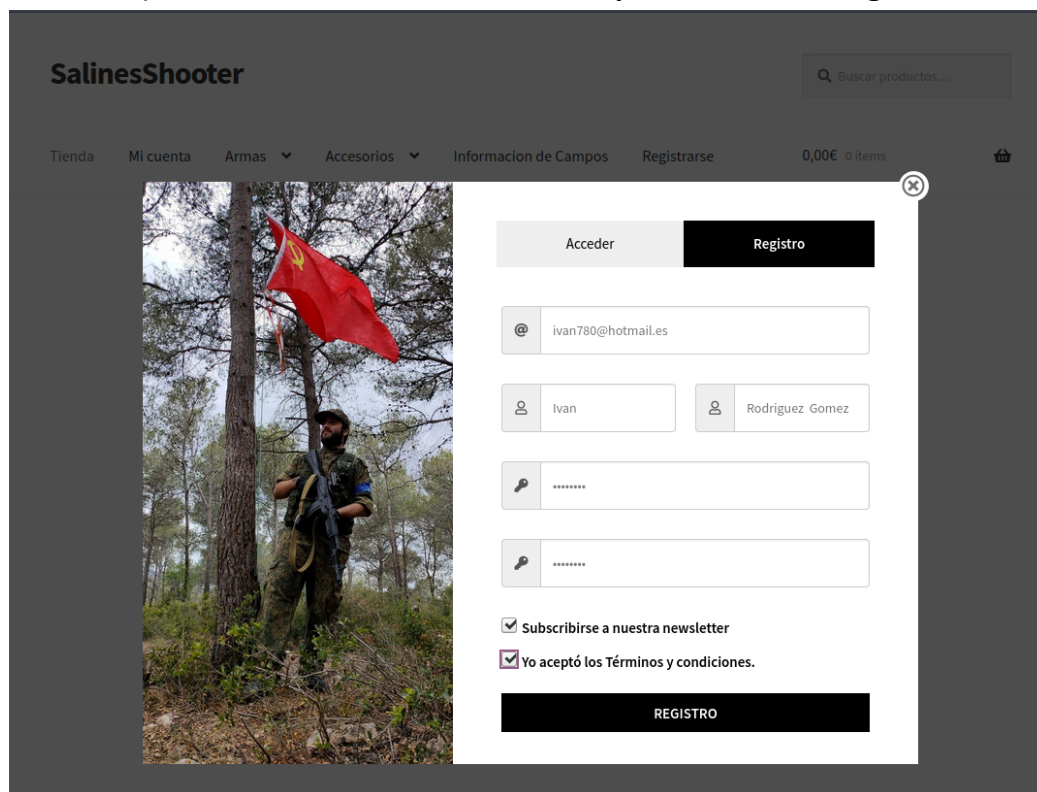 SalinesShooter
Buscar productos...
Tienda Mi cuenta Armas Accesorios Informacion de Campos Registrarse 0,00€ 0 items
Acceder Registro
@ ivan780@hotmail.es
Ivan Rodriguez Gomez
••••••••
••••••••
Subscribirse a nuestra newsletter
Yo aceptó los Términos y condiciones.
REGISTRO